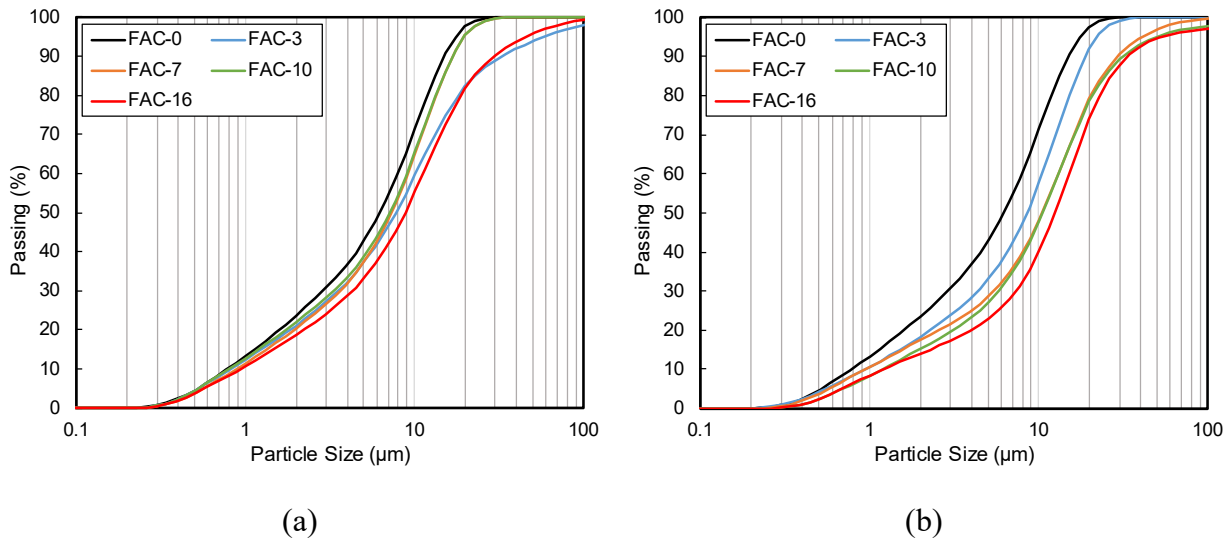 100
90
80
70
60
50
40
30
20
10
0
Passing (%)
FAC-0 FAC-3
FAC-7 FAC-10
FAC-16
0.1 1 10 100
Particle Size (µm)
(a)
100
90
80
70
60
50
40
30
20
10
0
Passing (%)
FAC-0 FAC-3
FAC-7 FAC-10
FAC-16
0.1 1 10 100
Particle Size (µm)
(b)